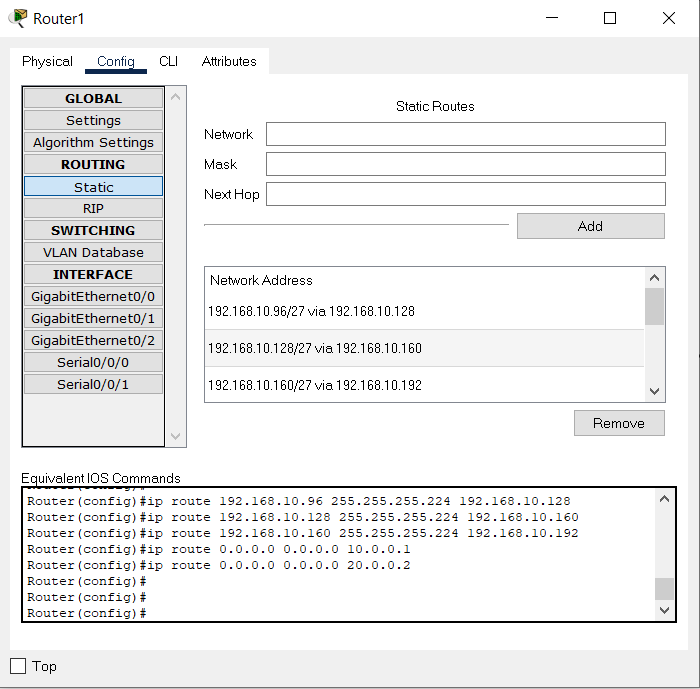 Router1
Physical Config CLI Attributes
GLOBAL
Settings
Algorithm Settings
ROUTING
Static
RIP
SWITCHING
VLAN Database
INTERFACE
GigabitEthernet0/0
GigabitEthernet0/1
GigabitEthernet0/2
Serial0/0/0
Serial0/0/1
Static Routes
Network
Mask
Next Hop
Add
Network Address
192.168.10.96/27 via 192.168.10.128
192.168.10.128/27 via 192.168.10.160
192.168.10.160/27 via 192.168.10.192
Remove
Equivalent IOS Commands
Router(config)#ip route 192.168.10.96 255.255.255.224 192.168.10.128
Router(config)#ip route 192.168.10.128 255.255.255.224 192.168.10.160
Router(config)#ip route 192.168.10.160 255.255.255.224 192.168.10.192
Router(config)#ip route 0.0.0.0 0.0.0.0 10.0.0.1
Router(config)#ip route 0.0.0.0 0.0.0.0 20.0.0.2
Router(config)#
Router(config)#
Router(config)#
Top